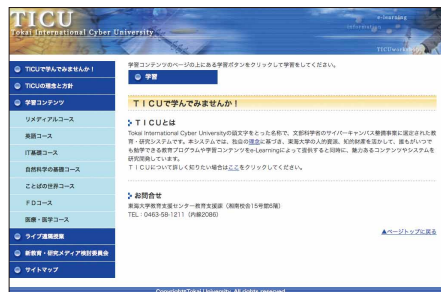 TICU
Tokai International Cyber University
e-learning
information
TICUworks
TICUで学んでみませんか!
TICUの理念と方針
学習コンテンツ
リメディアルコース
英語コース
IT基礎コース
自然科学の基礎コース
ことばの世界コース
FDコース
医療・医学コース
ライブ遠隔授業
新教育・研究メディア検討委員会
サイトマップ
学習コンテンツのページの上にある学習ボタンをクリックして学習をしてください。
学習
TICUで学んでみませんか!
TICUとは
Tokai International Cyber Universityの頭文字をとった名称で、文部科学省のサイバーキャンパス整備事業に選定された教
育・研究システムです。本システムでは、独自の理念に基づき、東海大学の人的資源、知的財産を活かして、誰もがいつで
も勉学できる教育プログラムや学習コンテンツをe-Learningによって提供すると同時に、魅力あるコンテンツやシステムを
研究開発しています。
TICUについて詳しく知りたい場合はここをクリックしてください。
お問合せ
東海大学教育支援センター教育支援課(湘南校舎15号館5階)
TEL:0463-58-1211(内線2086)
▲ページトップに戻る
Copyright©Tokai University. All rights reserved.